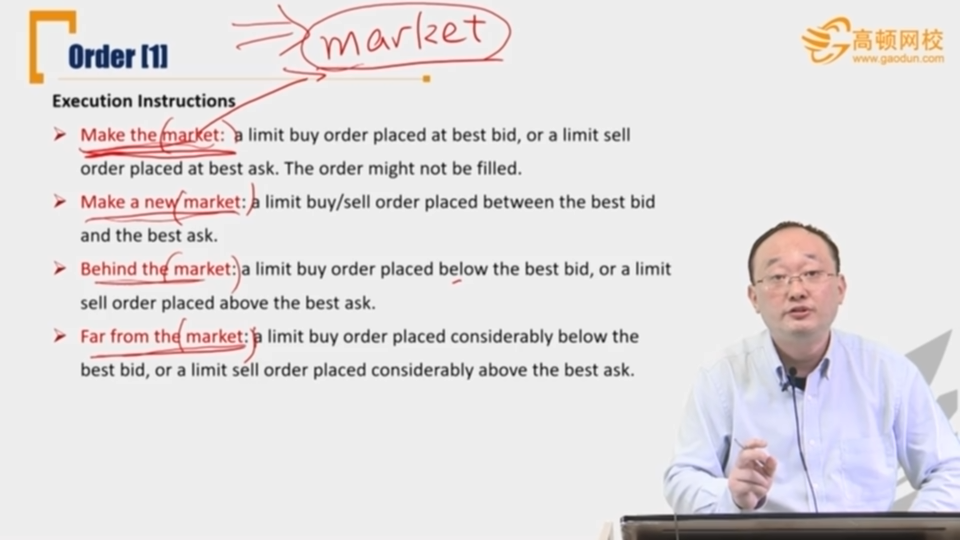 market
Order [1]
高顿网校
www.gaodun.com
Execution Instructions
Make the market: a limit buy order placed at best bid, or a limit sell
order placed at best ask. The order might not be filled.
Make a new market: a limit buy/sell order placed between the best bid
and the best ask.
Behind the market: a limit buy order placed below the best bid, or a limit
sell order placed above the best ask.
Far from the market: a limit buy order placed considerably below the
best bid, or a limit sell order placed considerably above the best ask.